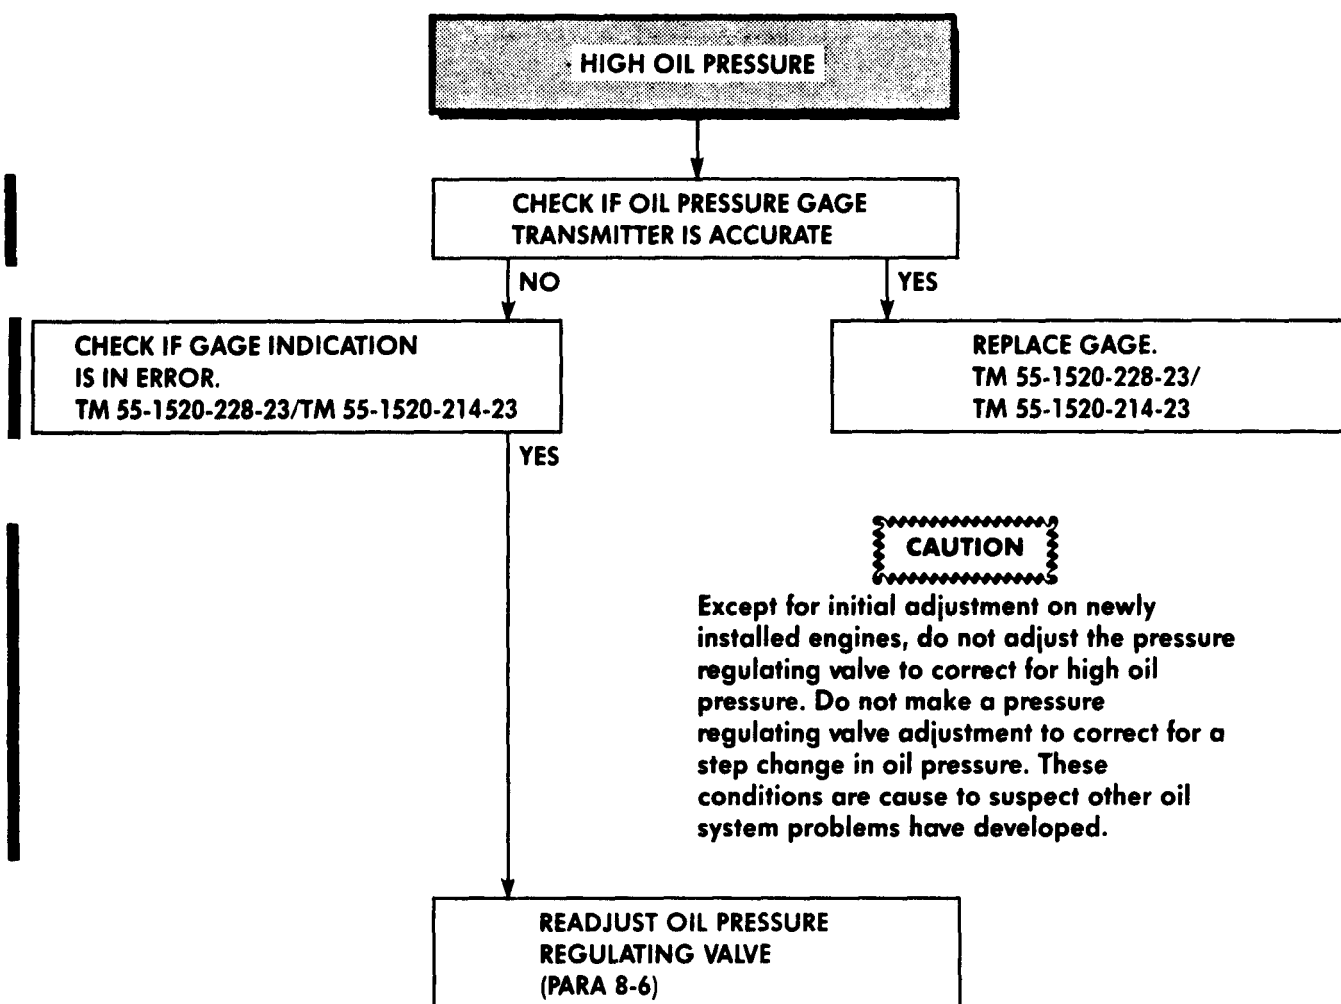 HIGH OIL PRESSURE
CHECK IF OIL PRESSURE GAGE
TRANSMITTER IS ACCURATE
NO
YES
CHECK IF GAGE INDICATION
IS IN ERROR.
TM 55-1520-228-23/TM 55-1520-214-23
REPLACE GAGE.
TM 55-1520-228-23/
TM 55-1520-214-23
YES
CAUTION
Except for initial adjustment on newly
installed engines, do not adjust the pressure
regulating valve to correct for high oil
pressure. Do not make a pressure
regulating valve adjustment to correct for a
step change in oil pressure. These
conditions are cause to suspect other oil
system problems have developed.
READJUST OIL PRESSURE
REGULATING VALVE
(PARA 8-6)